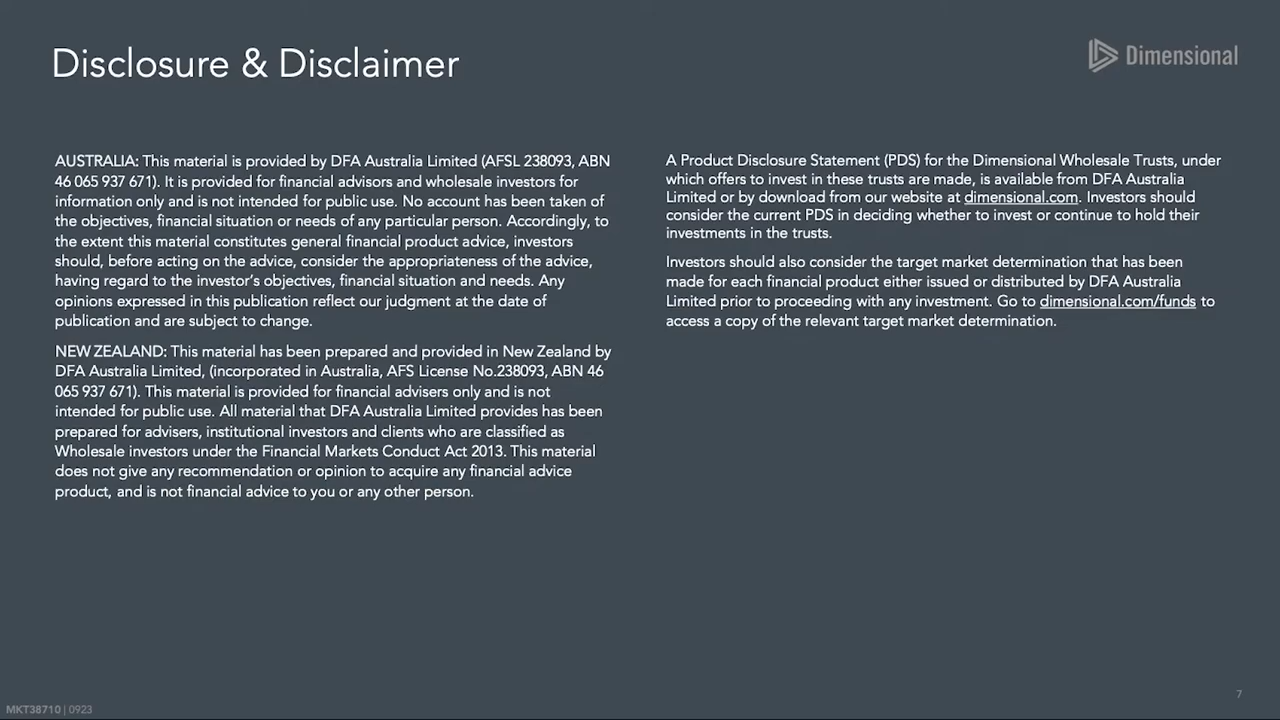 Disclosure & Disclaimer
Dimensional
AUSTRALIA: This material is provided by DFA Australia Limited (AFSL 238093, ABN
46 065 937 671). It is provided for financial advisors and wholesale investors for
information only and is not intended for public use. No account has been taken of
the objectives, financial situation or needs of any particular person. Accordingly, to
the extent this material constitutes general financial product advice, investors
should, before acting on the advice, consider the appropriateness of the advice,
having regard to the investor’s objectives, financial situation and needs. Any
opinions expressed in this publication reflect our judgment at the date of
publication and are subject to change.
NEW ZEALAND: This material has been prepared and provided in New Zealand by
DFA Australia Limited, (incorporated in Australia, AFS License No.238093, ABN 46
065 937 671). This material is provided for financial advisers only and is not
intended for public use. All material that DFA Australia Limited provides has been
prepared for advisers, institutional investors and clients who are classified as
Wholesale investors under the Financial Markets Conduct Act 2013. This material
does not give any recommendation or opinion to acquire any financial advice
product, and is not financial advice to you or any other person.
A Product Disclosure Statement (PDS) for the Dimensional Wholesale Trusts, under
which offers to invest in these trusts are made, is available from DFA Australia
Limited or by download from our website at dimensional.com. Investors should
consider the current PDS in deciding whether to invest or continue to hold their
investments in the trusts.
Investors should also consider the target market determination that has been
made for each financial product either issued or distributed by DFA Australia
Limited prior to proceeding with any investment. Go to dimensional.com/funds to
access a copy of the relevant target market determination.
7
MKT38710 | 0923